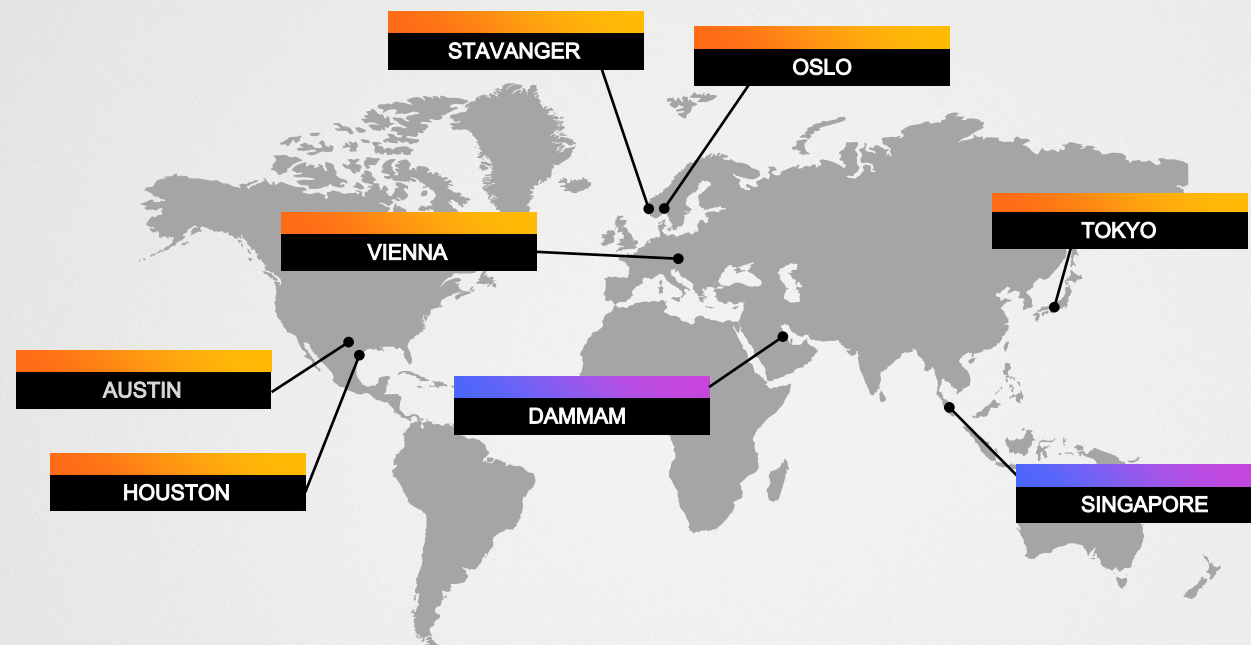 STAVANGER
OSLO
TOKYO
VIENNA
AUSTIN
DAMMAM
HOUSTON
SINGAPORE